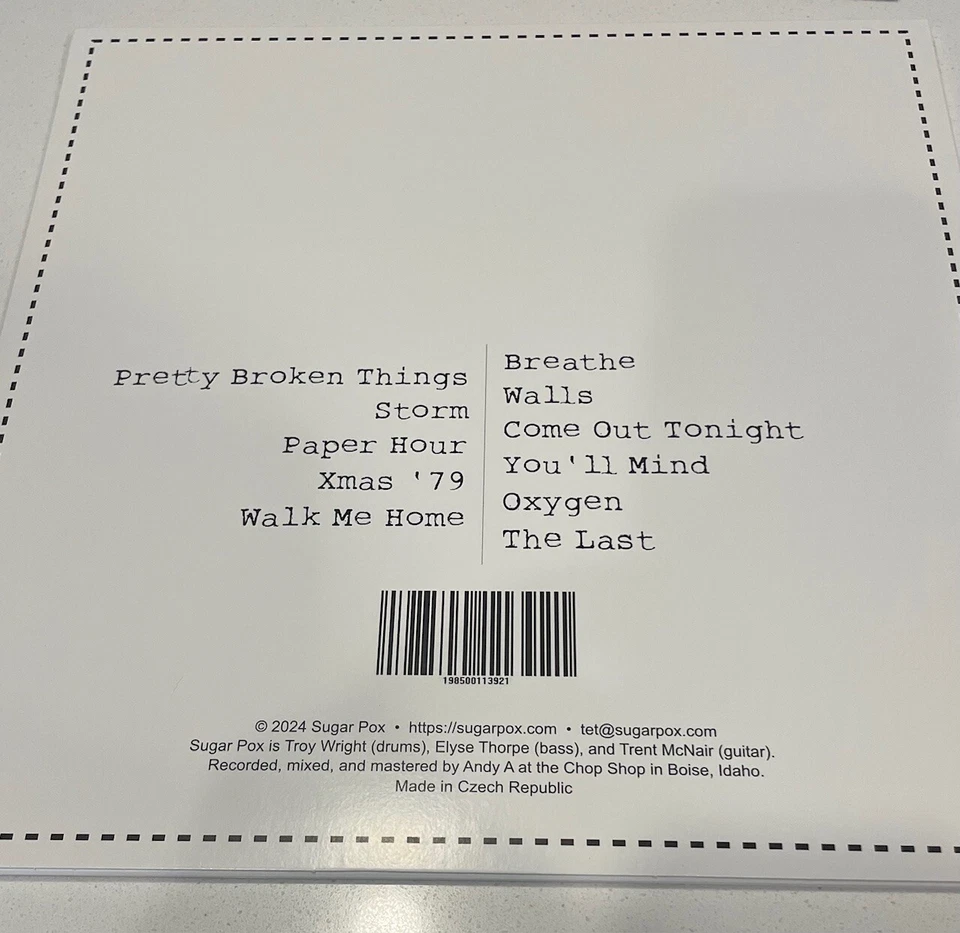 Pretty Broken Things
Storm
Paper Hour
Xmas '79
Walk Me Home
Breathe
Walls
Come Out Tonight
You'll Mind
Oxygen
The Last
198500113921
© 2024 Sugar Pox • https://sugarpox.com • tet@sugarpox.com
Sugar Pox is Troy Wright (drums), Elyse Thorpe (bass), and Trent McNair (guitar).
Recorded, mixed, and mastered by Andy A at the Chop Shop in Boise, Idaho.
Made in Czech Republic